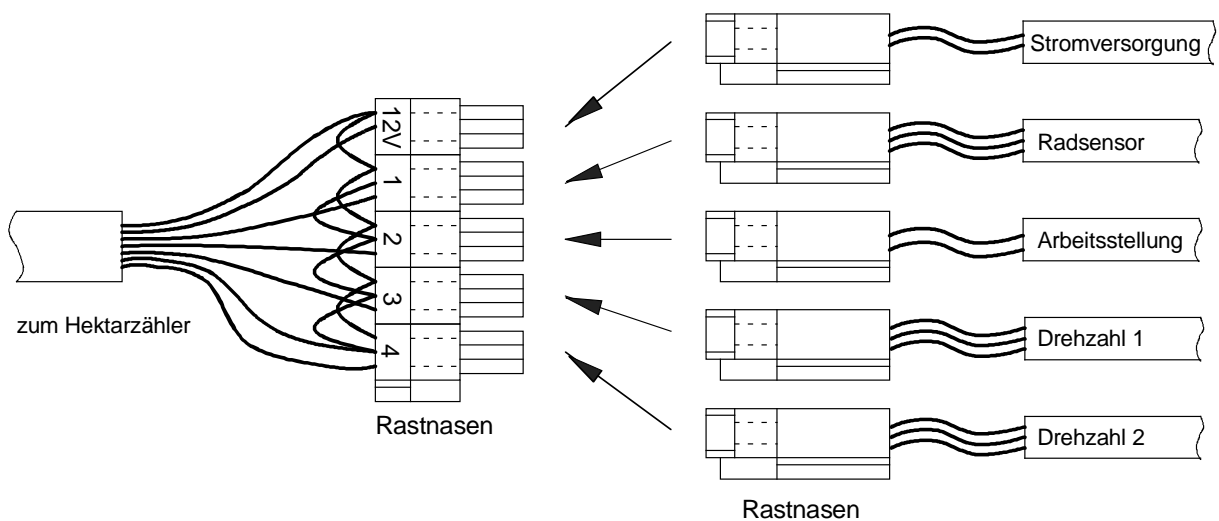 Stromversorgung
12V
Radsensor
1
2
Arbeitsstellung
3
zum Hektarzähler
Drehzahl 1
4
Rastnasen
Drehzahl 2
Rastnasen